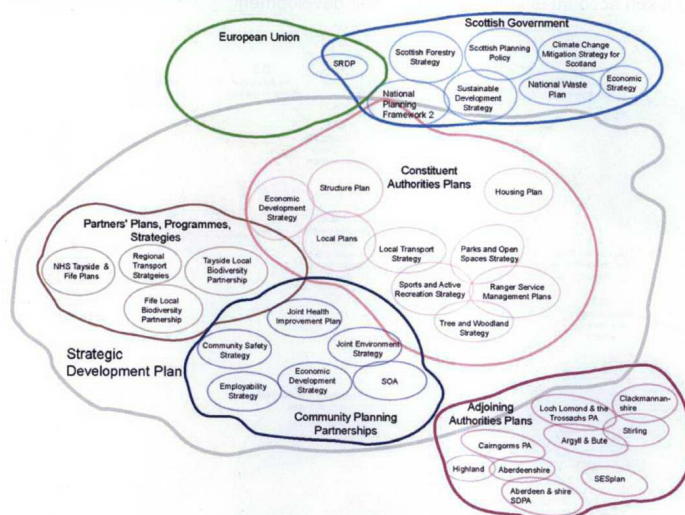 European Union
SRDP
Scottish Government
Scottish Forestry
Strategy
Scottish Planning
Policy
Climate Change
Mitigation Strategy for
Scotland
National
Planning
Framework 2
Sustainable
Development
Strategy
National Waste
Plan
Economic
Strategy
Constituent
Authorities Plans
Economic
Development
Strategy
Structure Plan
Housing Plan
Local Plans
Local Transport
Strategy
Parks and Open
Spaces Strategy
Sports and Active
Recreation Strategy
Ranger Service
Management Plans
Tree and Woodland
Strategy
Partners' Plans, Programmes,
Strategies
NHS Tayside &
Fife Plans
Regional
Transport
Stratgeies
Tayside Local
Biodiversity
Partnership
Fife Local
Biodiversity
Partnership
Strategic
Development Plan
Joint Health
Improvement Plan
Community Safety
Strategy
Joint Environment
Strategy
Employability
Strategy
Economic
Development
Strategy
SOA
Community Planning
Partnerships
Adjoining
Authorities Plans
Loch Lomond & the
Trossachs PA
Clackmannan-
shire
Stirling
Cairngorms PA
Argyll & Bute
Highland
Aberdeenshire
SESplan
Aberdeen & shire
SDPA